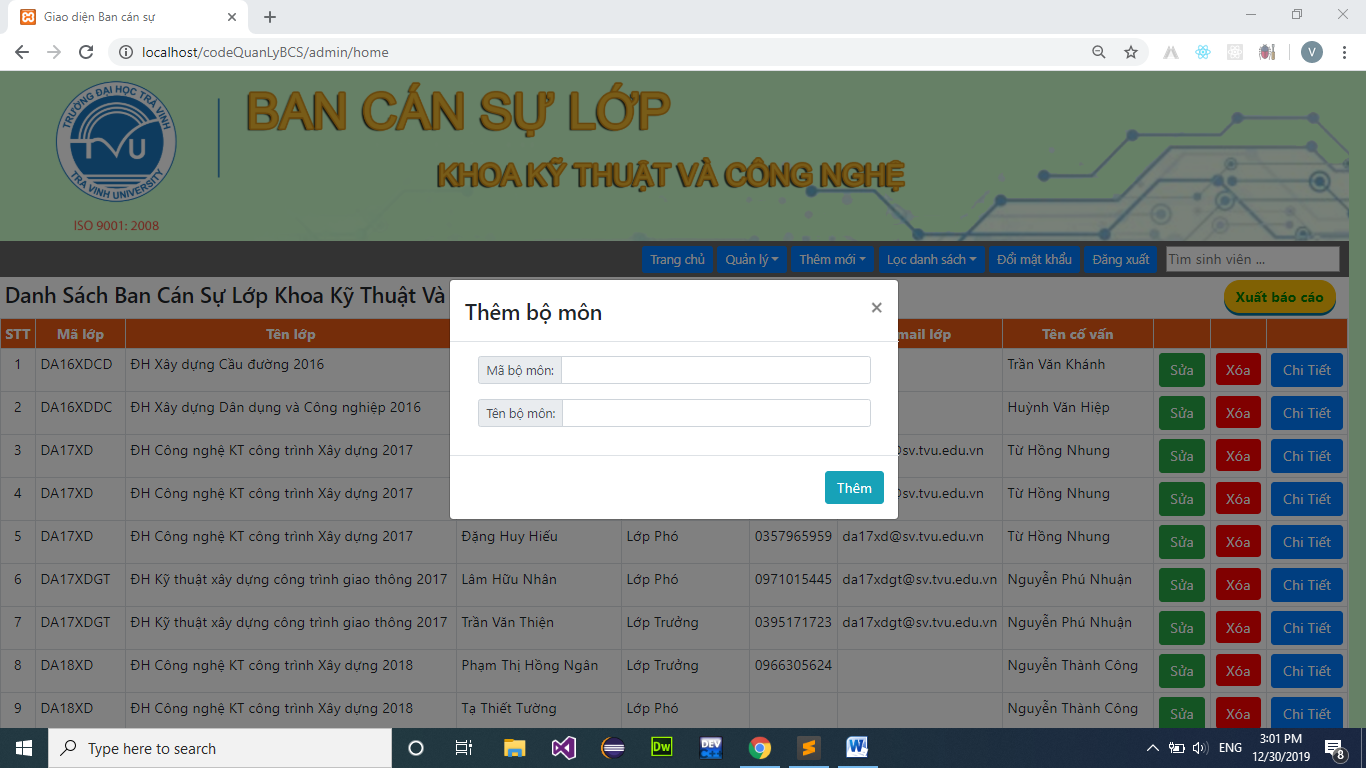 Giao diện Ban cán sự
localhost/codeQuanLyBCS/admin/home
V
TRƯỜNG ĐẠI HỌC TRÀ VINH
TVU
TRA VINH UNIVERSITY
ISO 9001: 2008
BAN CÁN SỰ LỚP
KHOA KỸ THUẬT VÀ CÔNG NGHỆ
Trang chủ Quản lý Thêm mới Lọc danh sách Đổi mật khẩu Đăng xuất Tìm sinh viên ...
Danh Sách Ban Cán Sự Lớp Khoa Kỹ Thuật Và
Xuất báo cáo
Thêm bộ môn ×
Mã bộ môn:
Tên bộ môn:
Thêm
STT Mã lớp Tên lớp mail lớp Tên cố vấn
1 DA16XDCD ĐH Xây dựng Cầu đường 2016 Trần Văn Khánh Sửa Xóa Chi Tiết
2 DA16XDDC ĐH Xây dựng Dân dụng và Công nghiệp 2016 Huỳnh Văn Hiệp Sửa Xóa Chi Tiết
3 DA17XD ĐH Công nghệ KT công trình Xây dựng 2017 @sv.tvu.edu.vn Từ Hồng Nhung Sửa Xóa Chi Tiết
4 DA17XD ĐH Công nghệ KT công trình Xây dựng 2017 @sv.tvu.edu.vn Từ Hồng Nhung Sửa Xóa Chi Tiết
5 DA17XD ĐH Công nghệ KT công trình Xây dựng 2017 Đặng Huy Hiếu Lớp Phó 0357965959 da17xd@sv.tvu.edu.vn Từ Hồng Nhung Sửa Xóa Chi Tiết
6 DA17XDGT ĐH Kỹ thuật xây dựng công trình giao thông 2017 Lâm Hữu Nhân Lớp Phó 0971015445 da17xdgt@sv.tvu.edu.vn Nguyễn Phú Nhuận Sửa Xóa Chi Tiết
7 DA17XDGT ĐH Kỹ thuật xây dựng công trình giao thông 2017 Trần Văn Thiện Lớp Trưởng 0395171723 da17xdgt@sv.tvu.edu.vn Nguyễn Phú Nhuận Sửa Xóa Chi Tiết
8 DA18XD ĐH Công nghệ KT công trình Xây dựng 2018 Phạm Thị Hồng Ngân Lớp Trưởng 0966305624 Nguyễn Thành Công Sửa Xóa Chi Tiết
9 DA18XD ĐH Công nghệ KT công trình Xây dựng 2018 Tạ Thiết Tường Lớp Phó Nguyễn Thành Công Sửa Xóa Chi Tiết
Type here to search
Dw
DEV
W
ENG
3:01 PM
12/30/2019
8